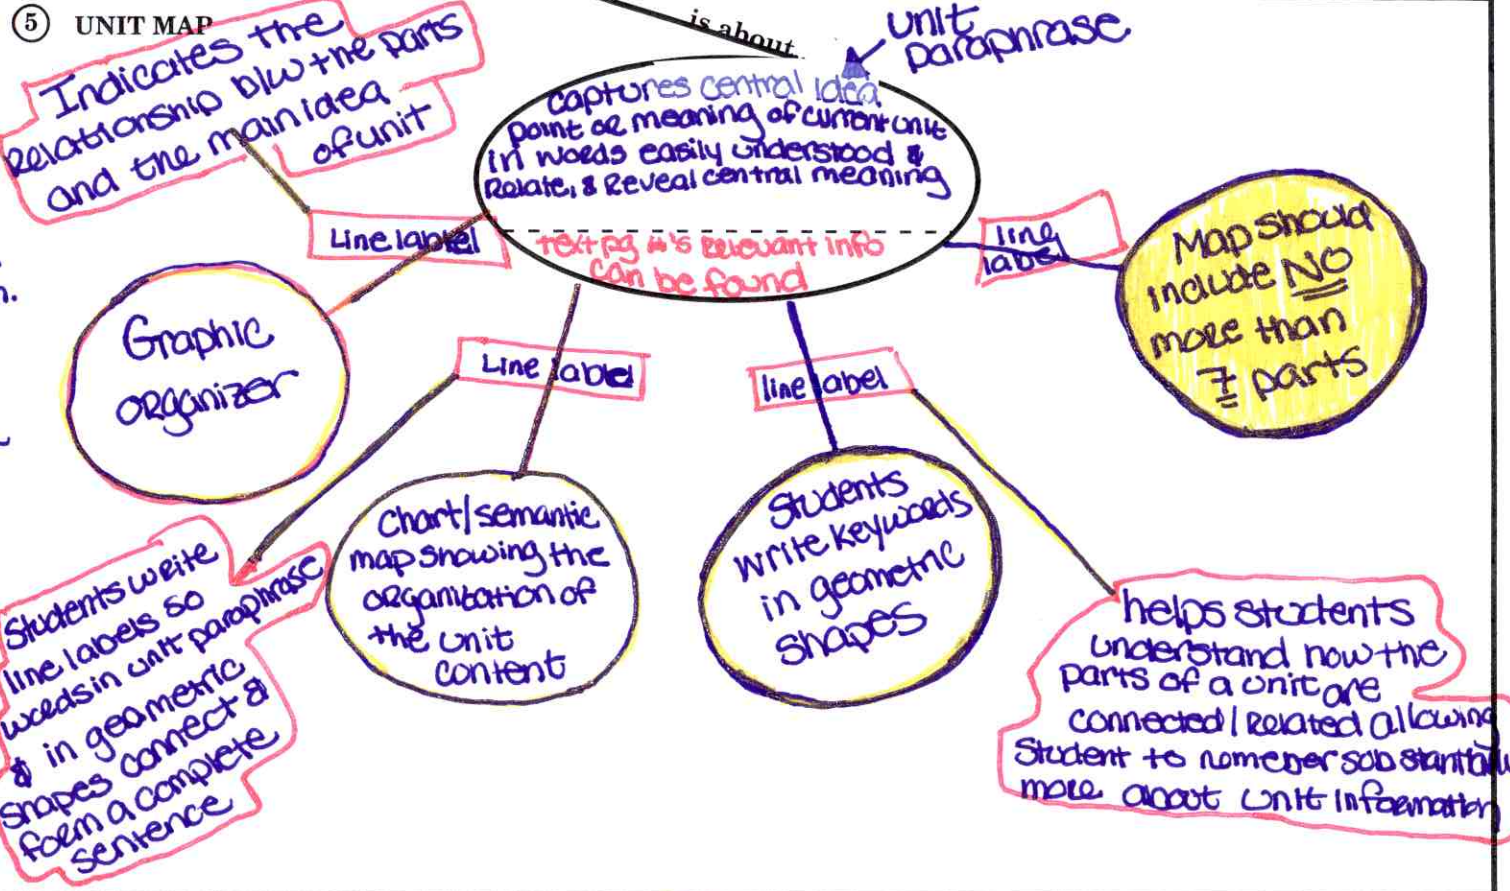 5 UNIT MAP
is about
unit
paraphrase
Indicates the
relationship b/w the parts
and the main idea
of unit
captures central idea
point or meaning of current unit
in words easily understood &
Relate, & Reveal central meaning
text pg #'s relevant info
can be found
Line label
line
label
Line label
line label
Graphic
organizer
Map should
include NO
more than
7 parts
Chart/semantic
map showing the
organization of
the unit
content
Students
write keywords
in geometric
shapes
Students write
line labels so
words in unit paraphrase
& in geometric
shapes connect &
form a complete
sentence
helps students
understand how the
parts of a unit are
connected/Related allowing
Student to
more about unit information